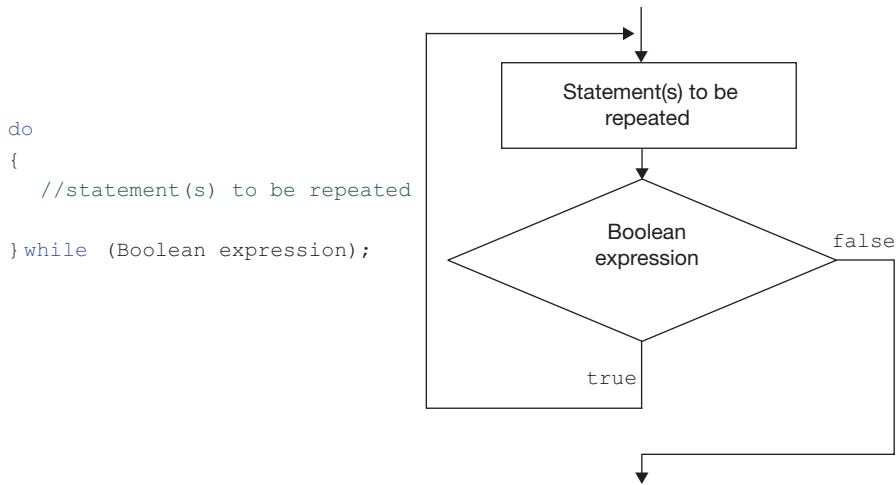 do
{
//statement(s) to be repeated
} while (Boolean expression);
Statement(s) to be
repeated
Boolean
expression
false
true